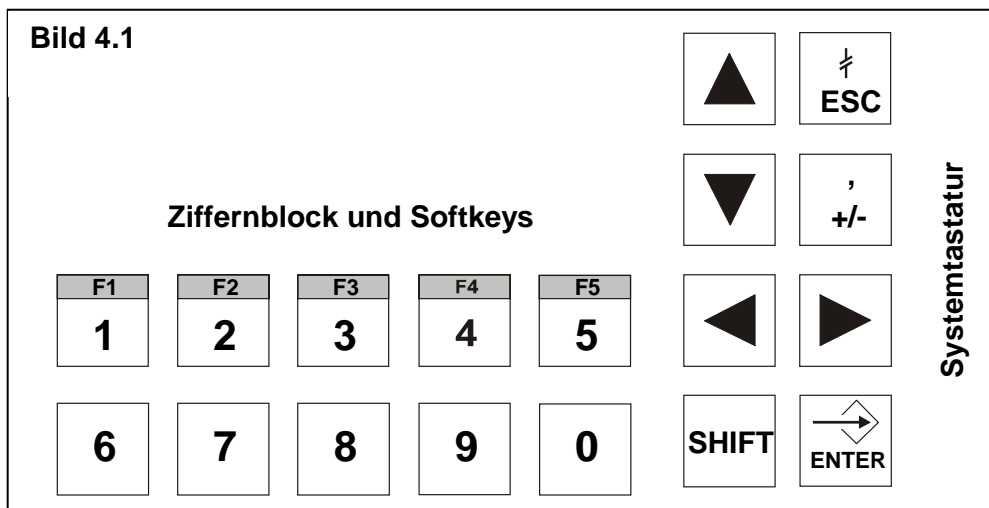 Bild 4.1
ESC
,
+/-
Ziffernblock und Softkeys
F1 F2 F3 F4 F5
1 2 3 4 5
6 7 8 9 0
SHIFT
ENTER
Systemtastatur